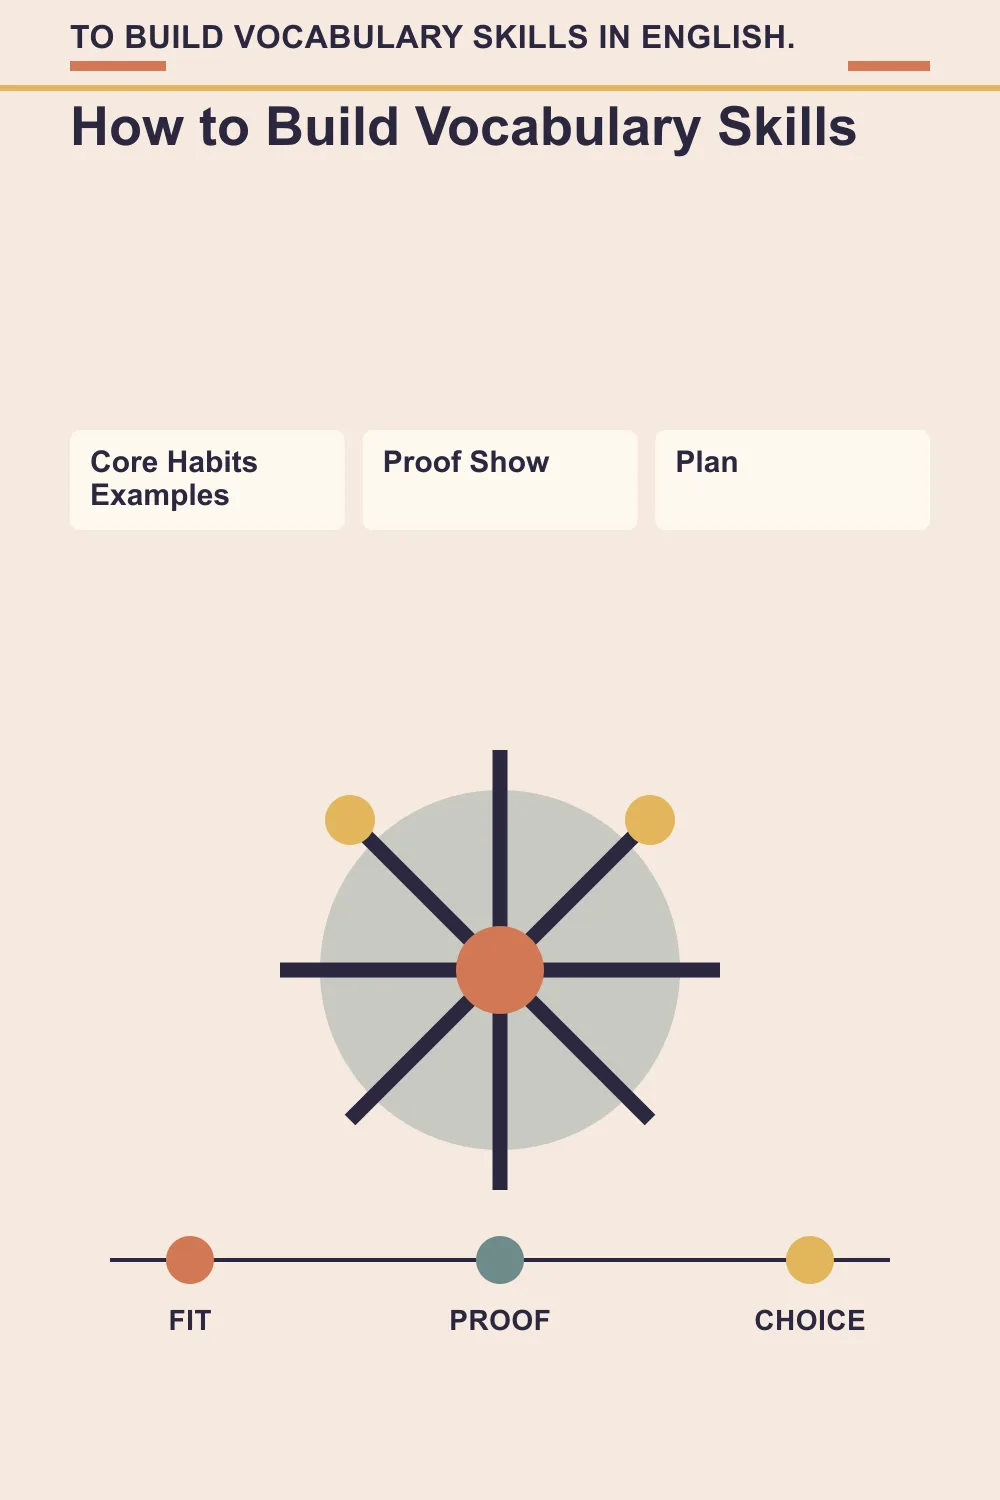 TO BUILD VOCABULARY SKILLS IN ENGLISH.
How to Build Vocabulary Skills
Core Habits
Examples
Proof Show
Plan
FIT
PROOF
CHOICE